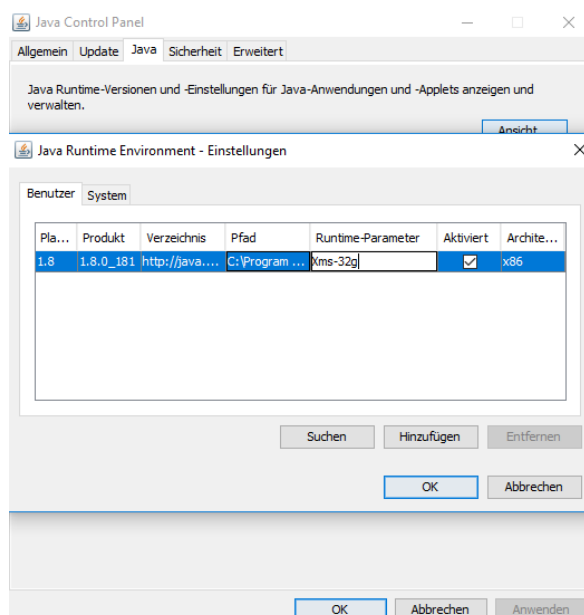 Java Control Panel
Allgemein Update Java Sicherheit Erweitert
Java Runtime-Versionen und -Einstellungen für Java-Anwendungen und -Applets anzeigen und
verwalten.
Ansicht...
Java Runtime Environment - Einstellungen
Benutzer System
Pla... Produkt Verzeichnis Pfad Runtime-Parameter Aktiviert Archite...
1.8 1.8.0_181 http://java.... C:\Program ... Xms-32g x86
Suchen Hinzufügen Entfernen
OK Abbrechen
OK Abbrechen Anwenden